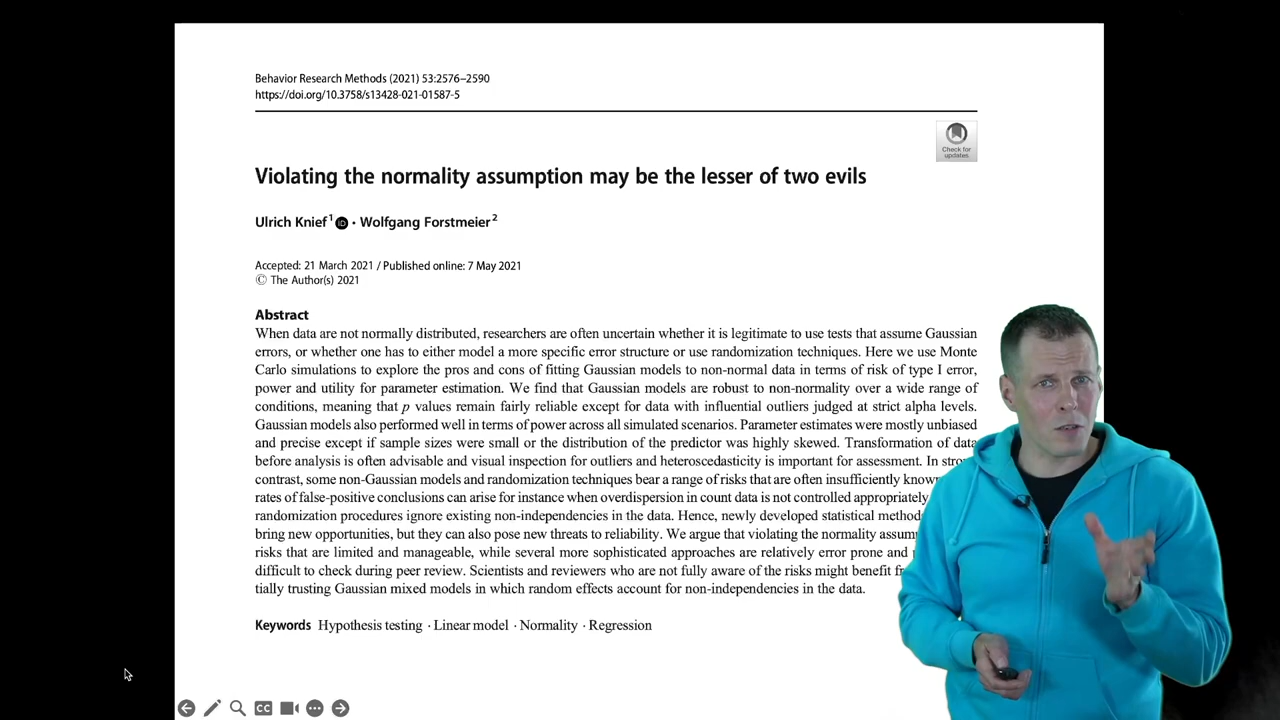 Behavior Research Methods (2021) 53:2576–2590
https://doi.org/10.3758/s13428-021-01587-5
Check for
updates
Violating the normality assumption may be the lesser of two evils
Ulrich Knief1 iD · Wolfgang Forstmeier2
Accepted: 21 March 2021 / Published online: 7 May 2021
© The Author(s) 2021
Abstract
When data are not normally distributed, researchers are often uncertain whether it is legitimate to use tests that assume Gaussian
errors, or whether one has to either model a more specific error structure or use randomization techniques. Here we use Monte
Carlo simulations to explore the pros and cons of fitting Gaussian models to non-normal data in terms of risk of type I error,
power and utility for parameter estimation. We find that Gaussian models are robust to non-normality over a wide range of
conditions, meaning that p values remain fairly reliable except for data with influential outliers judged at strict alpha levels.
Gaussian models also performed well in terms of power across all simulated scenarios. Parameter estimates were mostly unbiased
and precise except if sample sizes were small or the distribution of the predictor was highly skewed. Transformation of data
before analysis is often advisable and visual inspection for outliers and heteroscedasticity is important for assessment. In
contrast, some non-Gaussian models and randomization techniques bear a range of risks that are often insufficiently
rates of false-positive conclusions can arise for instance when overdispersion in count data is not controlled appropriately
randomization procedures ignore existing non-independencies in the data. Hence, newly developed statistical
bring new opportunities, but they can also pose new threats to reliability. We argue that violating the normality
risks that are limited and manageable, while several more sophisticated approaches are relatively error prone and
difficult to check during peer review. Scientists and reviewers who are not fully aware of the risks might benefit
tially trusting Gaussian mixed models in which random effects account for non-independencies in the data.
Keywords Hypothesis testing · Linear model · Normality · Regression
CC